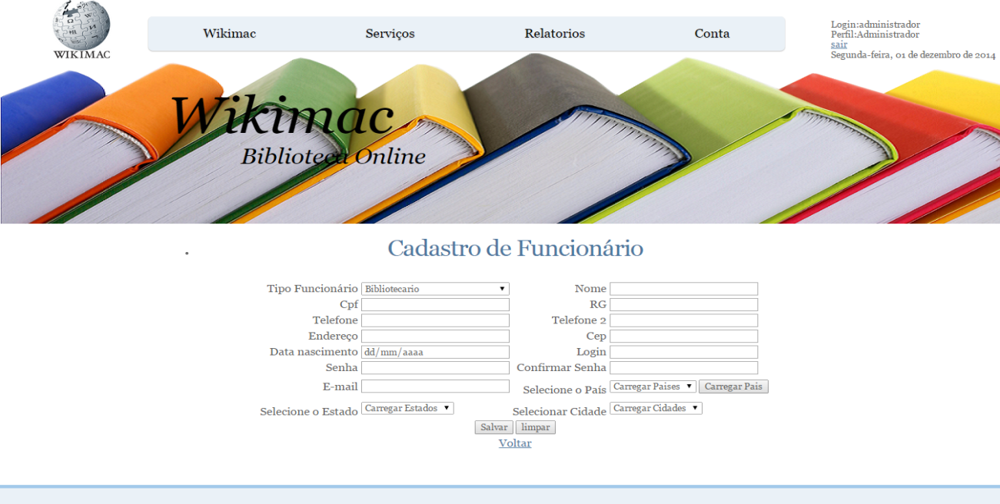 WIKIMAC
Wikimac Serviços Relatorios Conta
Login:administrador
Perfil:Administrador
sair
Segunda-feira, 01 de dezembro de 2014
Wikimac
Biblioteca Online
Cadastro de Funcionário
Tipo Funcionário Bibliotecario Nome
Cpf RG
Telefone Telefone 2
Endereço Cep
Data nascimento dd/mm/aaaa Login
Senha Confirmar Senha
E-mail Selecione o País Carregar Paises Carregar Pais
Selecione o Estado Carregar Estados Selecionar Cidade Carregar Cidades
Salvar limpar
Voltar